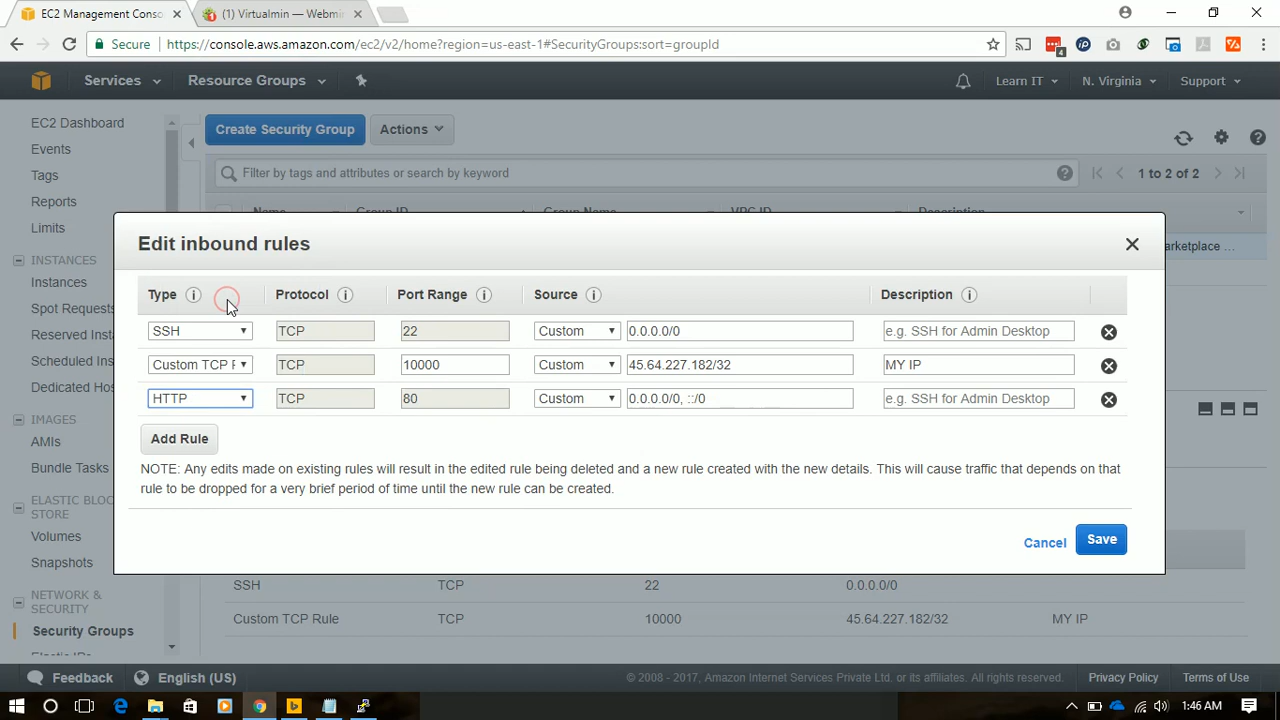 EC2 Management Conso
(1) Virtualmin — Webmin
Secure
https://console.aws.amazon.com/ec2/v2/home?region=us-east-1#SecurityGroups:sort=groupId
4
Services
Resource Groups
Learn IT
N. Virginia
Support
EC2 Dashboard
Events
Tags
Reports
Limits
INSTANCES
Instances
Spot Requests
Reserved Inst
Scheduled Ins
Dedicated Hos
IMAGES
AMIs
Bundle Tasks
ELASTIC BLOC
STORE
Volumes
Snapshots
NETWORK &
SECURITY
Security Groups
Elastic IPs
Create Security Group
Actions
Filter by tags and attributes or search by keyword
1 to 2 of 2
Name
Group ID
Group Name
VPC ID
Description
arketplace ...
Edit inbound rules
Type
Protocol
Port Range
Source
Description
SSH
TCP
22
Custom
0.0.0.0/0
e.g. SSH for Admin Desktop
Custom TCP F
TCP
10000
Custom
45.64.227.182/32
MY IP
HTTP
TCP
80
Custom
0.0.0.0/0, ::/0
e.g. SSH for Admin Desktop
Add Rule
NOTE: Any edits made on existing rules will result in the edited rule being deleted and a new rule created with the new details. This will cause traffic that depends on that
rule to be dropped for a very brief period of time until the new rule can be created.
Cancel
Save
SSH
TCP
22
0.0.0.0/0
Custom TCP Rule
TCP
10000
45.64.227.182/32
MY IP
Feedback
English (US)
© 2008 - 2017, Amazon Internet Services Private Ltd. or its affiliates. All rights reserved.
Privacy Policy
Terms of Use
1:46 AM